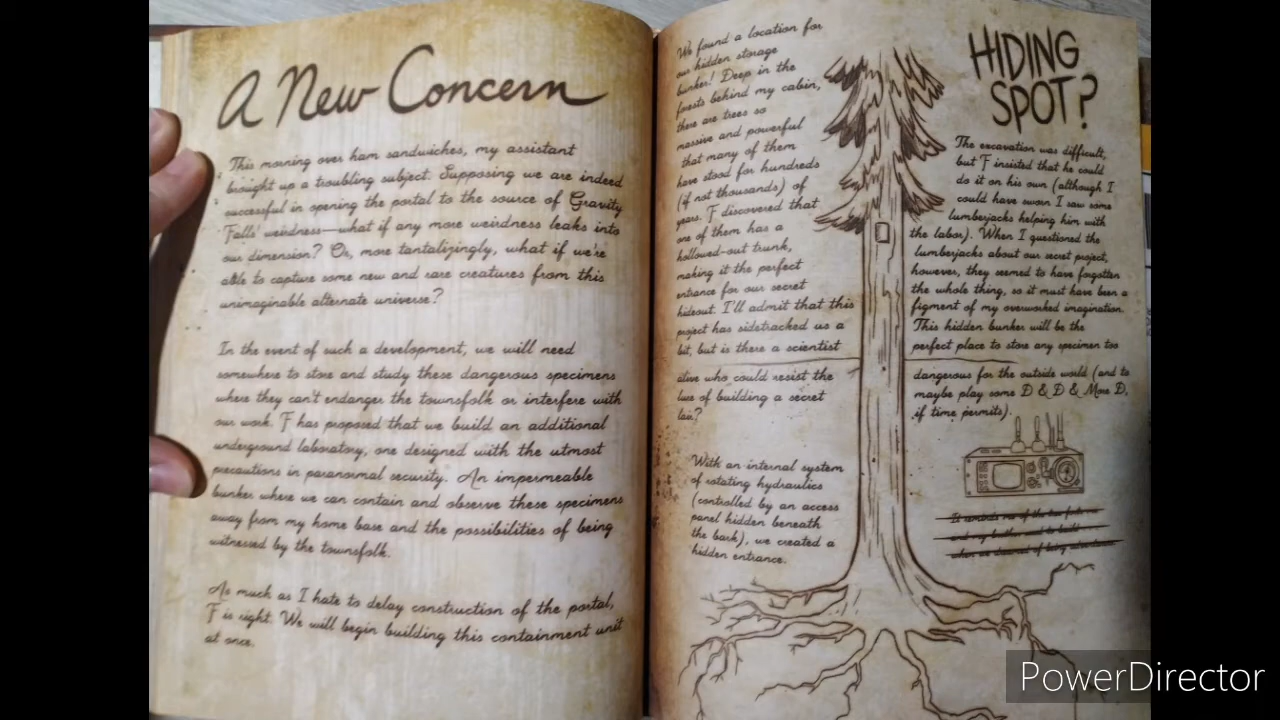 A New Concern
This morning over ham sandwiches, my assistant
brought up a troubling subject. Supposing we are indeed
successful in opening the portal to the source of Gravity
Falls' weirdness—what if any more weirdness leaks into
our dimension? Or, more tantalizingly, what if we're
able to capture some new and rare creatures from this
unimaginable alternate universe?
In the event of such a development, we will need
somewhere to store and study these dangerous specimens
where they can't endanger the townsfolk or interfere with
our work. F has proposed that we build an additional
underground laboratory, one designed with the utmost
precautions in paranormal security. An impermeable
bunker where we can contain and observe these specimens
away from my home base and the possibilities of being
witnessed by the townsfolk.
As much as I hate to delay construction of the portal,
F is right. We will begin building this containment unit
at once.
We found a location for
our hidden storage
bunker! Deep in the
forests behind my cabin,
there are trees so
massive and powerful
that many of them
have stood for hundreds
(if not thousands) of
years. F discovered that
one of them has a
hollowed-out trunk,
making it the perfect
entrance for our secret
hideout. I'll admit that this
project has sidetracked us a
bit, but is there a scientist
alive who could resist the
lure of building a secret
lair?
With an internal system
of rotating hydraulics
(controlled by an access
panel hidden beneath
the bark), we created a
hidden entrance.
HIDING
SPOT?
The excavation was difficult,
but F insisted that he could
do it on his own (although I
could have sworn I saw some
lumberjacks helping him with
the labor). When I questioned the
lumberjacks about our secret project,
however, they seemed to have forgotten
the whole thing, so it must have been a
figment of my overworked imagination.
This hidden bunker will be the
perfect place to store any specimen too
dangerous for the outside world (and to
maybe play some D & D & More D,
if time permits).
It reminds me of the
and my brother used to build
when we dreamed of being
PowerDirector